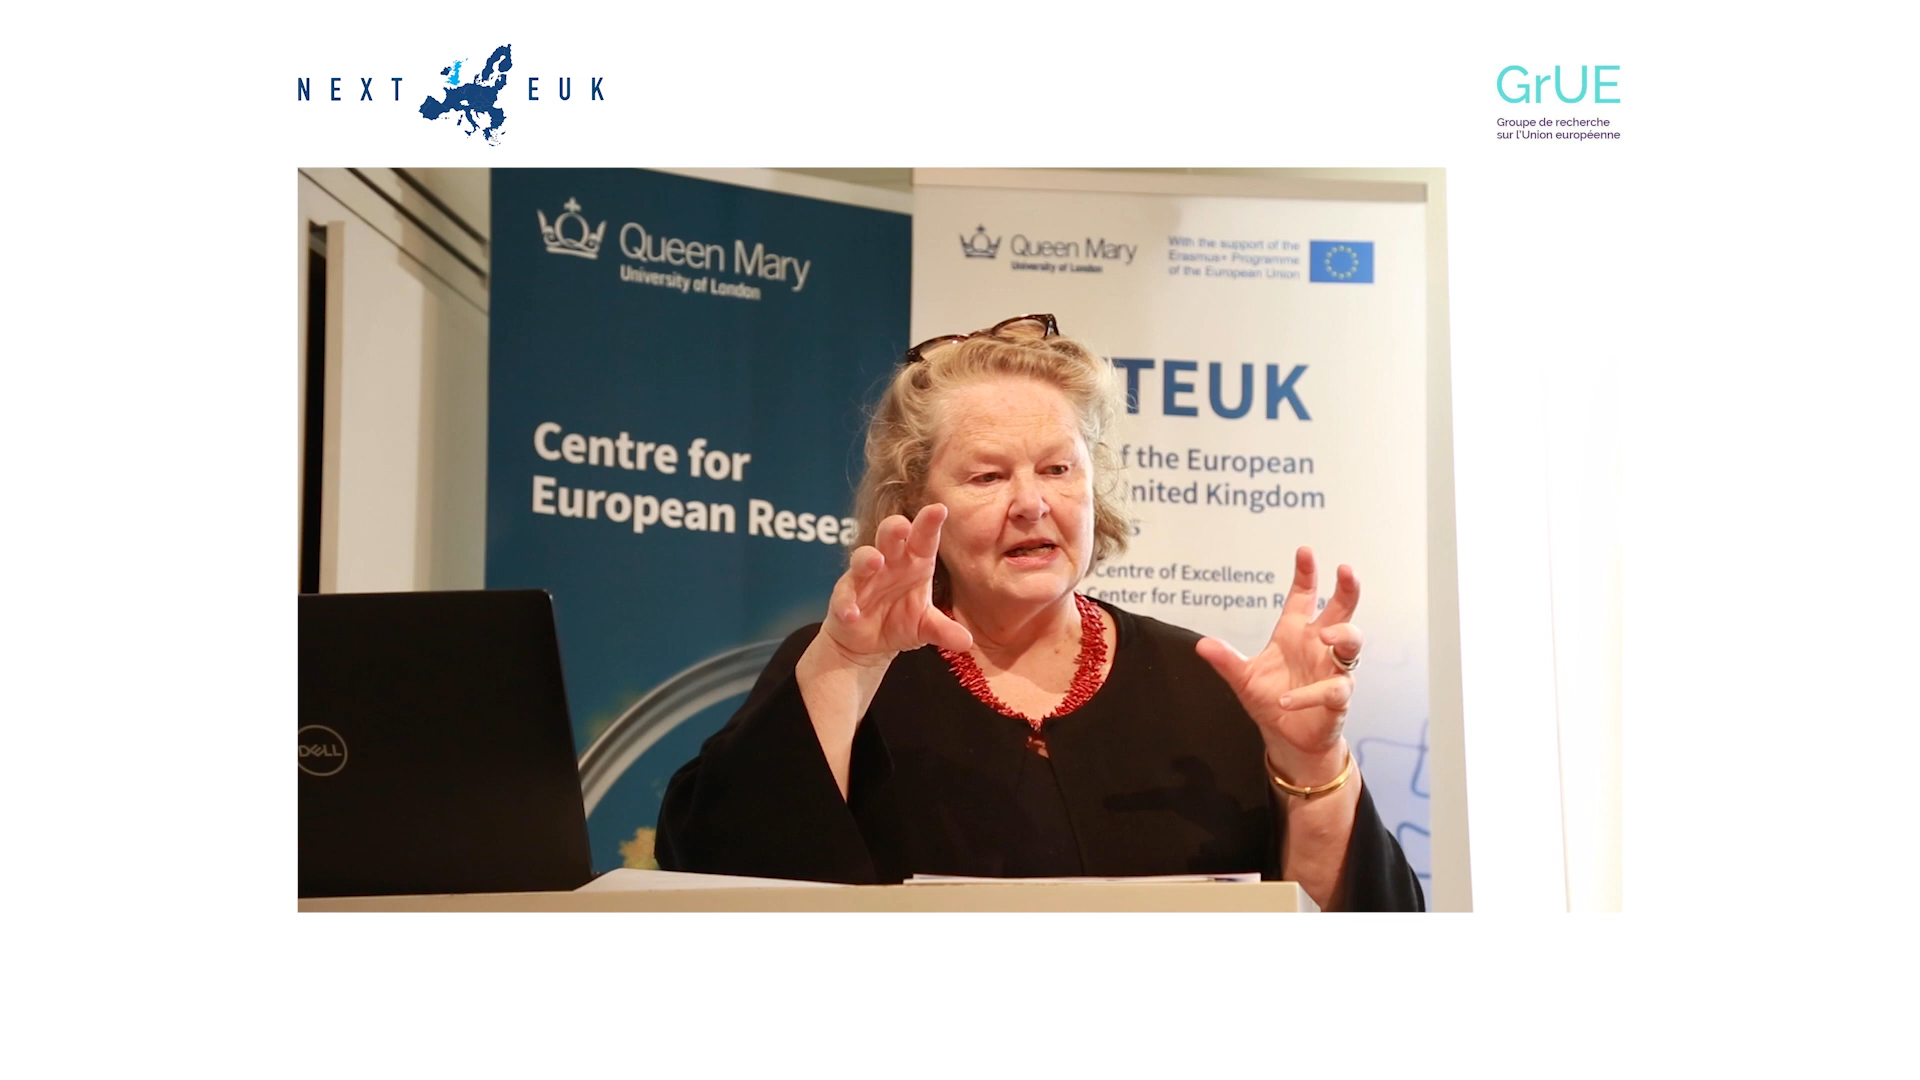 NEXT EUK
GrUE
Groupe de recherche
sur l'Union européenne
Queen Mary
University of London
Centre for
European Resea
Queen Mary
University of London
With the support of the
Erasmus+ Programme
of the European Union
TEUK
f the European
nited Kingdom
s
Centre of Excellence
Center for European R
DELL